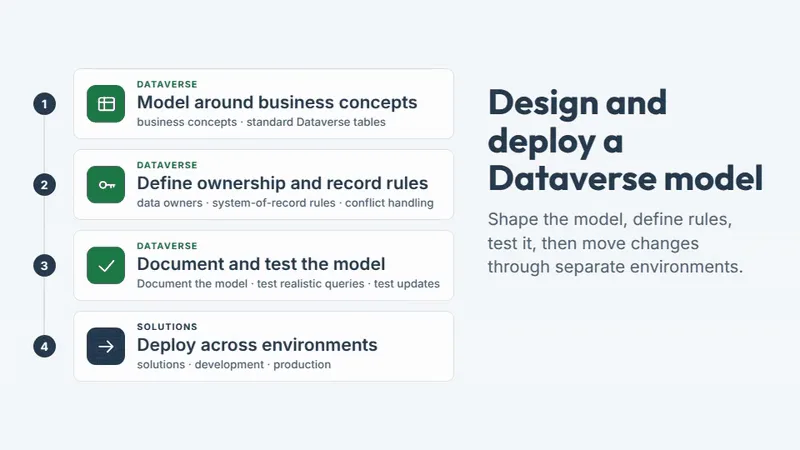 1
DATAVERSE
Model around business concepts
business concepts · standard Dataverse tables
2
DATAVERSE
Define ownership and record rules
data owners · system-of-record rules · conflict handling
3
DATAVERSE
Document and test the model
Document the model · test realistic queries · test updates
4
SOLUTIONS
Deploy across environments
solutions · development · production
Design and
deploy a
Dataverse model
Shape the model, define rules,
test it, then move changes
through separate environments.